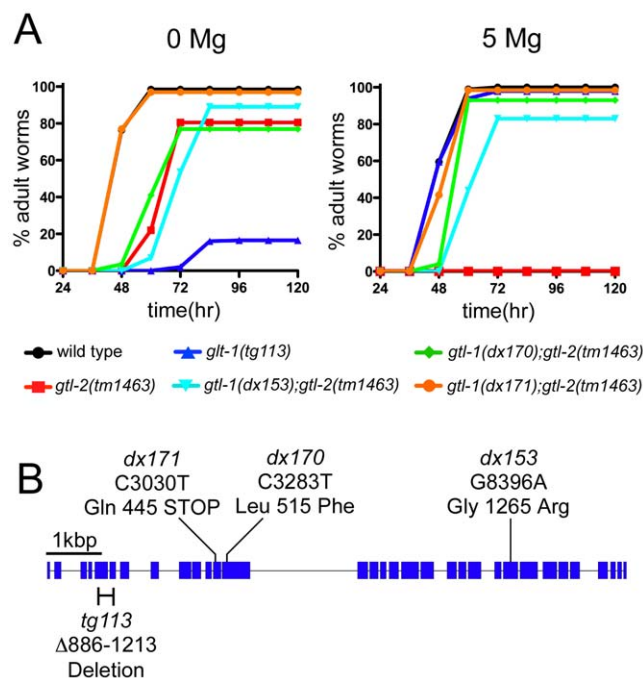 A
0 Mg
5 Mg
% adult worms
100
80
60
40
20
0
24 48 72 96 120
time(hr)
% adult worms
100
80
60
40
20
0
24 48 72 96 120
time(hr)
wild type
glt-1(tg113)
gtl-1(dx170);gtl-2(tm1463)
gtl-2(tm1463)
gtl-1(dx153);gtl-2(tm1463)
gtl-1(dx171);gtl-2(tm1463)
B
dx171
C3030T
Gln 445 STOP
dx170
C3283T
Leu 515 Phe
dx153
G8396A
Gly 1265 Arg
1kbp
tg113
Δ886-1213
Deletion